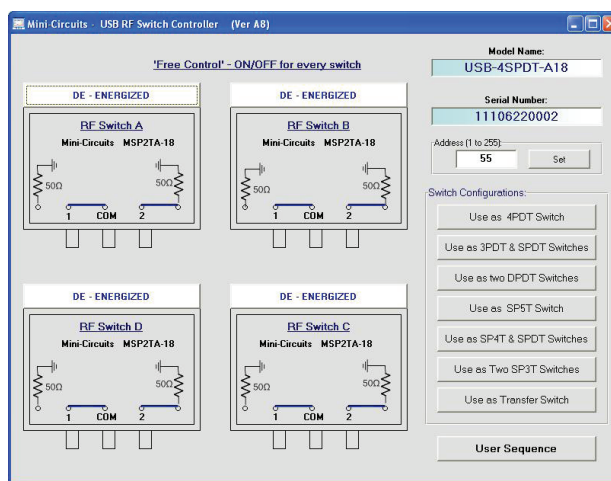 Mini-Circuits - USB RF Switch Controller (Ver A8)
'Free Control' - ON/OFF for every switch
DE - ENERGIZED
RF Switch A
Mini-Circuits MSP2TA-18
50Ω
50Ω
1 COM 2
DE - ENERGIZED
RF Switch B
Mini-Circuits MSP2TA-18
50Ω
50Ω
1 COM 2
DE - ENERGIZED
RF Switch D
Mini-Circuits MSP2TA-18
50Ω
50Ω
1 COM 2
DE - ENERGIZED
RF Switch C
Mini-Circuits MSP2TA-18
50Ω
50Ω
1 COM 2
Model Name:
USB-4SPDT-A18
Serial Number:
11106220002
Address (1 to 255):
55 Set
Switch Configurations:
Use as 4PDT Switch
Use as 3PDT & SPDT Switches
Use as two DPDT Switches
Use as SP5T Switch
Use as SP4T & SPDT Switches
Use as Two SP3T Switches
Use as Transfer Switch
User Sequence